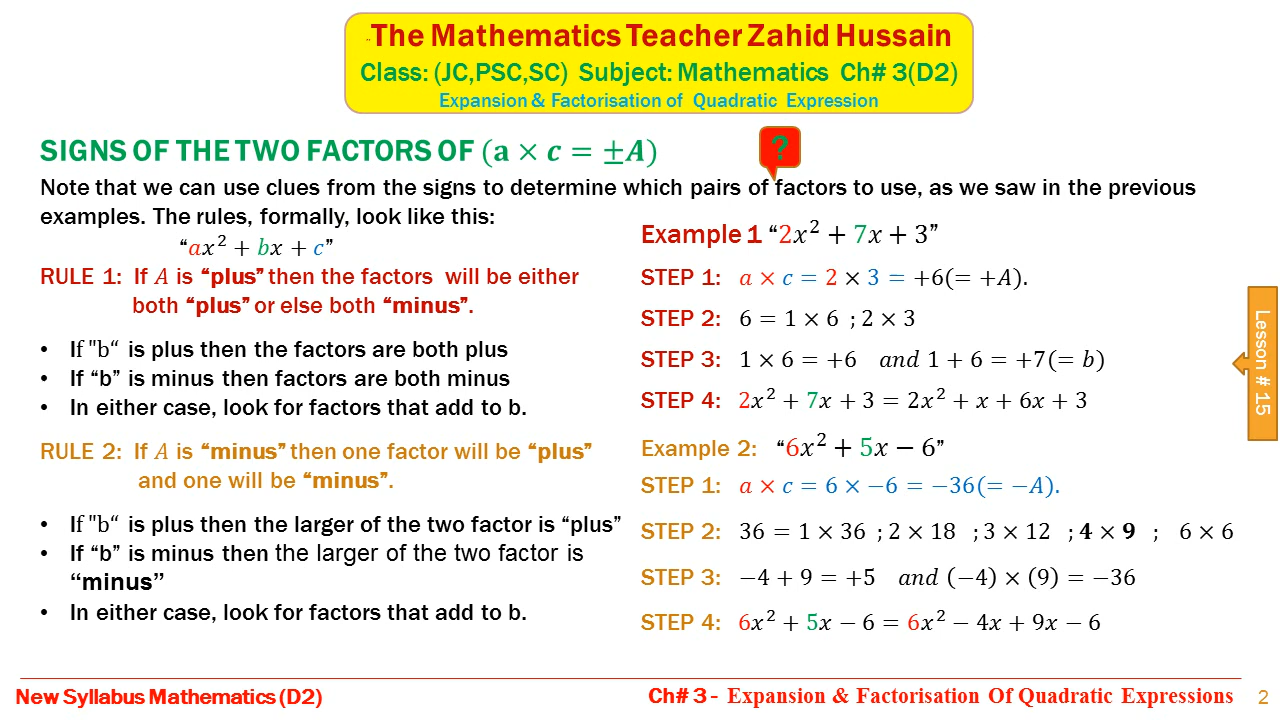 The Mathematics Teacher Zahid Hussain
Class: (JC,PSC,SC) Subject: Mathematics Ch# 3(D2)
Expansion & Factorisation of Quadratic Expression
SIGNS OF THE TWO FACTORS OF (a × c = ±A)
?
Note that we can use clues from the signs to determine which pairs of factors to use, as we saw in the previous
examples. The rules, formally, look like this:
“ax² + bx + c”
RULE 1: If A is “plus” then the factors will be either
both “plus” or else both “minus”.
• If "b“ is plus then the factors are both plus
• If “b” is minus then factors are both minus
• In either case, look for factors that add to b.
RULE 2: If A is “minus” then one factor will be “plus”
and one will be “minus”.
• If "b“ is plus then the larger of the two factor is “plus”
• If “b” is minus then the larger of the two factor is
“minus”
• In either case, look for factors that add to b.
Example 1 “2x² + 7x + 3”
STEP 1: a × c = 2 × 3 = +6(= +A).
STEP 2: 6 = 1 × 6 ; 2 × 3
STEP 3: 1 × 6 = +6 and 1 + 6 = +7(= b)
STEP 4: 2x² + 7x + 3 = 2x² + x + 6x + 3
Example 2: “6x² + 5x − 6”
STEP 1: a × c = 6 × −6 = −36(= −A).
STEP 2: 36 = 1 × 36 ; 2 × 18 ; 3 × 12 ; 4 × 9 ; 6 × 6
STEP 3: −4 + 9 = +5 and (−4) × (9) = −36
STEP 4: 6x² + 5x − 6 = 6x² − 4x + 9x − 6
Lesson # 15
New Syllabus Mathematics (D2)
Ch# 3 - Expansion & Factorisation Of Quadratic Expressions
2